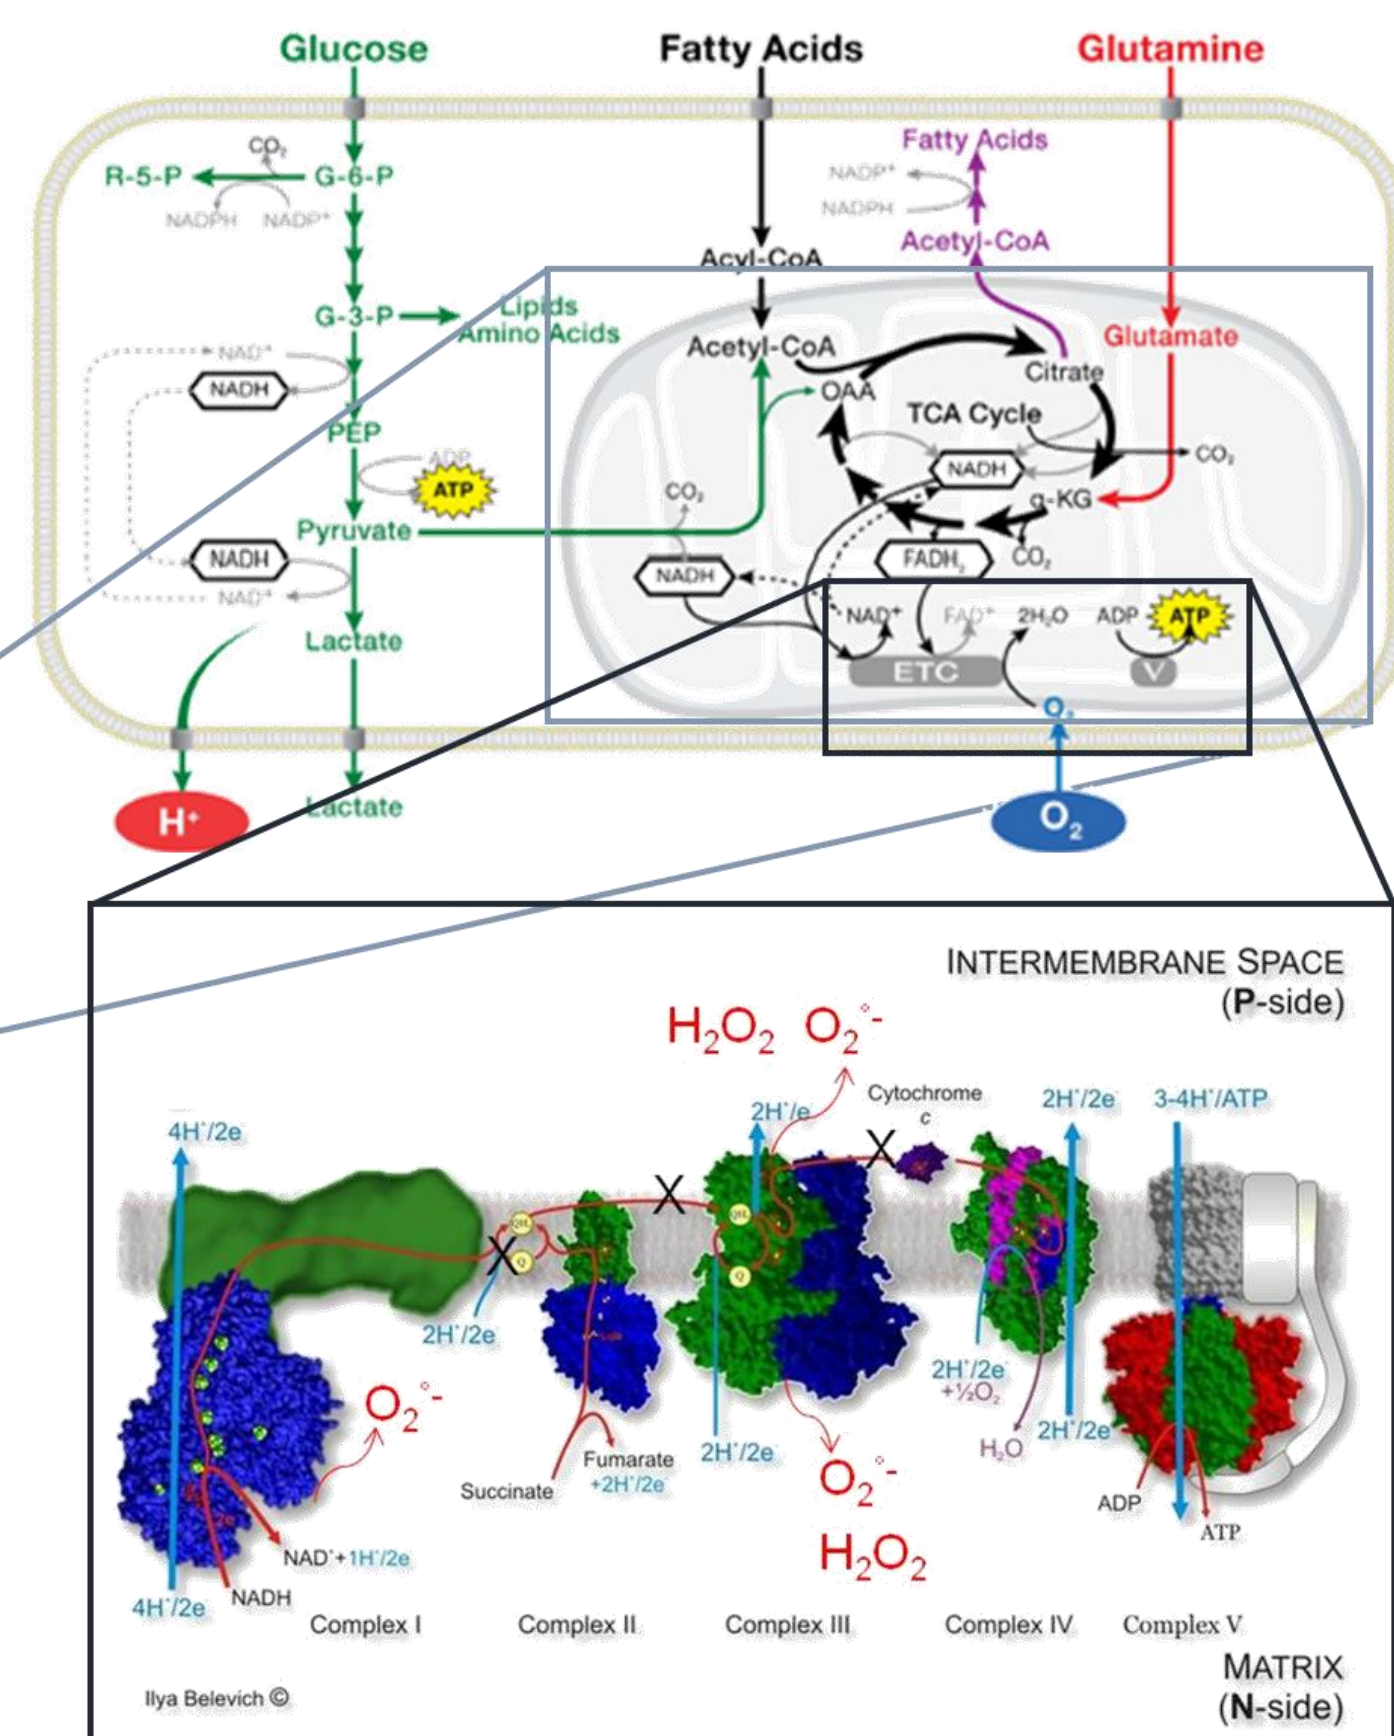 Glucose
Fatty Acids
Glutamine
CO₂
R-5-P
G-6-P
NADPH
NADP⁺
Fatty Acids
NADP⁺
NADPH
Acetyl-CoA
Acyl-CoA
G-3-P
Lipids
Amino Acids
NAD⁺
NADH
PEP
ADP
ATP
Pyruvate
NADH
NAD⁺
Lactate
Lactate
H⁺
Acetyl-CoA
OAA
Citrate
Glutamate
TCA Cycle
CO₂
NADH
α-KG
CO₂
FADH₂
CO₂
NADH
NAD⁺
FAD⁺
2H₂O
ADP
ATP
ETC
V
O₂
O₂
INTERMEMBRANE SPACE
(P-side)
H₂O₂ O₂•-
Cytochrome
c
4H⁺/2e
2H⁺/e
2H⁺/2e
3-4H⁺/ATP
X
X
X
QH₂
Q
QH₂
Q
2H⁺/2e
O₂•-
2H⁺/2e
+½O₂
Fumarate
+2H⁺/2e
Succinate
2H⁺/2e
O₂•-
H₂O₂
H₂O
2H⁺/2e
ADP
ATP
2e
NAD⁺+1H⁺/2e
NADH
4H⁺/2e
Complex I
Complex II
Complex III
Complex IV
Complex V
MATRIX
(N-side)
Ilya Belevich ©